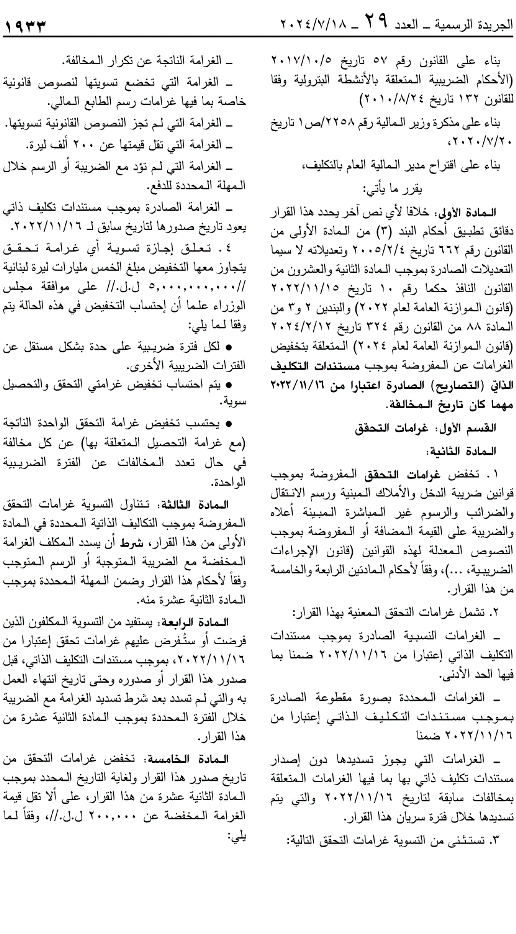 الجريدة الرسمية ــ العدد ٢٩ ــ ٢٠٢٤/٧/١٨
١٩٣٣
بناء على القانون رقم ٥٧ تاريخ ٢٠١٧/١٠/٥
(الأحكام الضريبية المتعلقة بالأنشطة البترولية وفقا
للقانون ١٣٢ تاريخ ٢٠١٠/٨/٢٤)
بناء على مذكرة وزير المالية رقم ٢٢٥٨/ص١ تاريخ
٢٠٢٠/٧/٢٠،
بناء على اقتراح مدير المالية العام بالتكليف،
يقرر ما يأتي:
المادة الأولى: خلافا لأي نص آخر يحدد هذا القرار
دقائق تطبيق أحكام البند (٣) من المادة الأولى من
القانون رقم ٦٦٢ تاريخ ٢٠٠٥/٢/٤ وتعديلاته لا سيما
التعديلات الصادرة بموجب المادة الثانية والعشرون من
القانون النافذ حكما رقم ١٠ تاريخ ٢٠٢٢/١١/١٥
(قانون الموازنة العامة لعام ٢٠٢٢) والبندين ٢ و٣ من
المادة ٨٨ من القانون رقم ٣٢٤ تاريخ ٢٠٢٤/٢/١٢
(قانون الموازنة العامة لعام ٢٠٢٤) المتعلقة بتخفيض
الغرامات عن المفروضة بموجب مستندات التكليف
الذاتي (التصاريح) الصادرة اعتبارا من ٢٠٢٢/١١/١٦
مهما كان تاريخ المخالفة.
القسم الأول: غرامات التحقق
المادة الثانية:
١. تخفض غرامات التحقق المفروضة بموجب
قوانين ضريبة الدخل والأملاك المبنية ورسم الانتقال
والضرائب والرسوم غير المباشرة المبينة أعلاه
والضريبة على القيمة المضافة أو المفروضة بموجب
النصوص المعدلة لهذه القوانين (قانون الإجراءات
الضريبية، ...)، وفقاً لأحكام المادتين الرابعة والخامسة
من هذا القرار.
٢. تشمل غرامات التحقق المعنية بهذا القرار:
ــ الغرامات النسبية الصادرة بموجب مستندات
التكليف الذاتي إعتبارا من ٢٠٢٢/١١/١٦ ضمنا بما
فيها الحد الأدنى.
ــ الغرامات المحددة بصورة مقطوعة الصادرة
بموجب مستندات التكليف الذاتي إعتبارا من
٢٠٢٢/١١/١٦ ضمنا
ــ الغرامات التي يجوز تسديدها دون إصدار
مستندات تكليف ذاتي بها بما فيها الغرامات المتعلقة
بمخالفات سابقة لتاريخ ٢٠٢٢/١١/١٦ والتي يتم
تسديدها خلال فترة سريان هذا القرار.
٣. تستثنى من التسوية غرامات التحقق التالية:
ــ الغرامة الناتجة عن تكرار المخالفة.
ــ الغرامة التي تخضع تسويتها لنصوص قانونية
خاصة بما فيها غرامات رسم الطابع المالي.
ــ الغرامة التي لم تجز النصوص القانونية تسويتها.
ــ الغرامة التي تقل قيمتها عن ٢٠٠ ألف ليرة.
ــ الغرامة التي لم تؤد مع الضريبة أو الرسم خلال
المهلة المحددة للدفع.
ــ الغرامة الصادرة بموجب مستندات تكليف ذاتي
يعود تاريخ صدورها لتاريخ سابق لـ ٢٠٢٢/١١/١٦.
٤. تعلق إجازة تسوية أي غرامة تحقق
يتجاوز معها التخفيض مبلغ الخمس مليارات ليرة لبنانية
//٥,٠٠٠,٠٠٠,٠٠٠ ل.ل.// على موافقة مجلس
الوزراء علما أن إحتساب التخفيض في هذه الحالة يتم
وفقا لما يلي:
● لكل فترة ضريبية على حدة بشكل مستقل عن
الفترات الضريبية الأخرى.
● يتم احتساب تخفيض غرامتي التحقق والتحصيل
سوية.
● يحتسب تخفيض غرامة التحقق الواحدة الناتجة
(مع غرامة التحصيل المتعلقة بها) عن كل مخالفة
في حال تعدد المخالفات عن الفترة الضريبية
الواحدة.
المادة الثالثة: تتناول التسوية غرامات التحقق
المفروضة بموجب التكاليف الذاتية المحددة في المادة
الأولى من هذا القرار، شرط أن يسدد المكلف الغرامة
المخفضة مع الضريبة المتوجبة أو الرسم المتوجب
وفقاً لأحكام هذا القرار وضمن المهلة المحددة بموجب
المادة الثانية عشرة منه.
المادة الرابعة: يستفيد من التسوية المكلفون الذين
فرضت أو ستُفرض عليهم غرامات تحقق إعتبارا من
٢٠٢٢/١١/١٦، بموجب مستندات التكليف الذاتي، قبل
صدور هذا القرار أو صدوره وحتى تاريخ انتهاء العمل
به والتي لم تسدد بعد شرط تسديد الغرامة مع الضريبة
خلال الفترة المحددة بموجب المادة الثانية عشرة من
هذا القرار.
المادة الخامسة: تخفض غرامات التحقق من
تاريخ صدور هذا القرار ولغاية التاريخ المحدد بموجب
المادة الثانية عشرة من هذا القرار، على ألا تقل قيمة
الغرامة المخفضة عن ٢٠٠,٠٠٠ ل.ل.//، وفقاً لما
يلي: